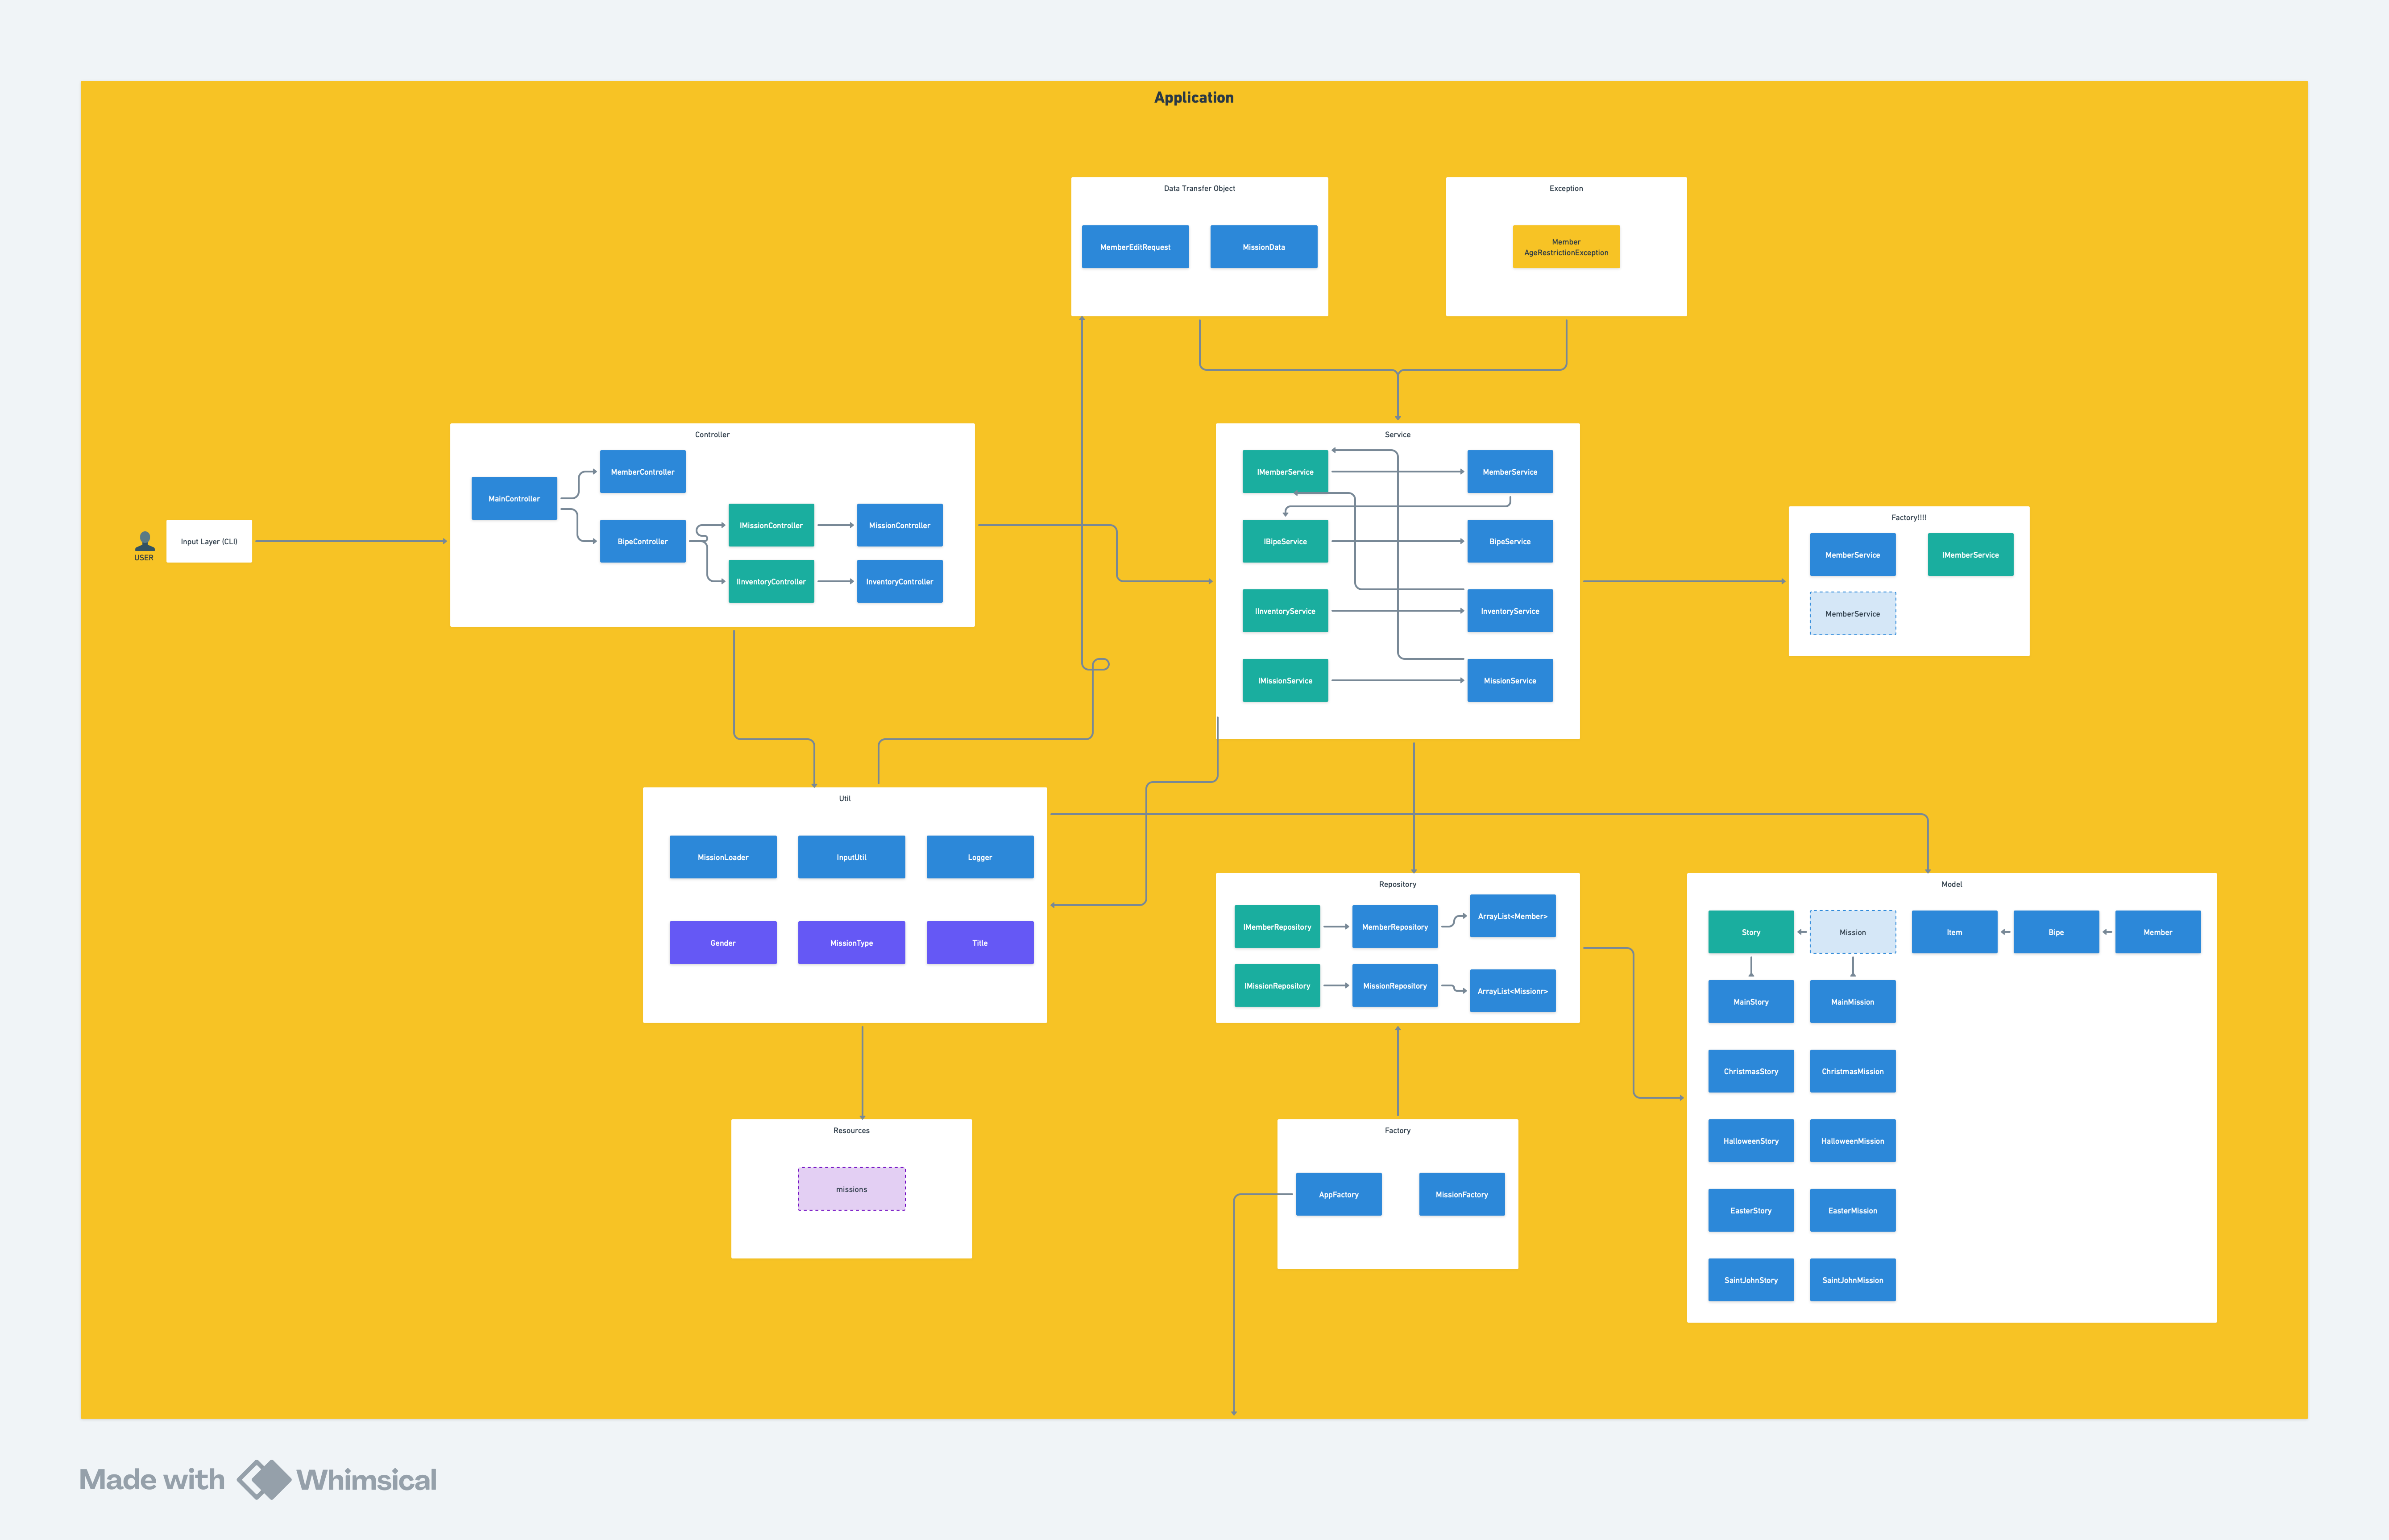 Application
Data Transfer Object
MemberEditRequest
MissionData
Exception
Member
AgeRestrictionException
USER
Input Layer (CLI)
Controller
MainController
MemberController
BipeController
IMissionController
MissionController
IInventoryController
InventoryController
Service
IMemberService
MemberService
IBipeService
BipeService
IInventoryService
InventoryService
IMissionService
MissionService
Factory!!!!
MemberService
IMemberService
MemberService
Util
MissionLoader
InputUtil
Logger
Gender
MissionType
Title
Repository
IMemberRepository
MemberRepository
ArrayList<Member>
IMissionRepository
MissionRepository
ArrayList<Missionr>
Model
Story
Mission
Item
Bipe
Member
MainStory
MainMission
ChristmasStory
ChristmasMission
HalloweenStory
HalloweenMission
EasterStory
EasterMission
SaintJohnStory
SaintJohnMission
Resources
missions
Factory
AppFactory
MissionFactory
Made with Whimsical